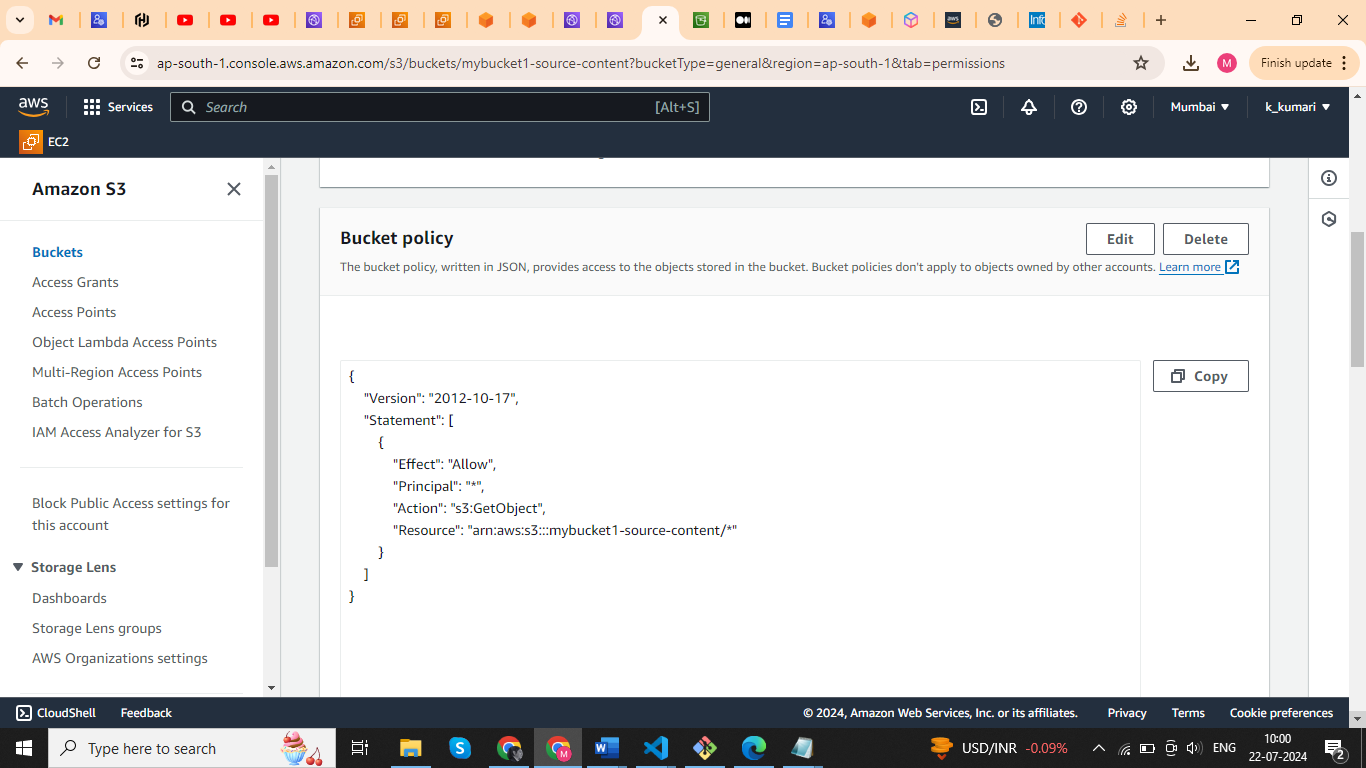 ap-south-1.console.aws.amazon.com/s3/buckets/mybucket1-source-content?bucketType=general&region=ap-south-1&tab=permissions
M
Finish update
aws
Services
Search
[Alt+S]
Mumbai
k_kumari
EC2
Amazon S3
Buckets
Access Grants
Access Points
Object Lambda Access Points
Multi-Region Access Points
Batch Operations
IAM Access Analyzer for S3
Block Public Access settings for
this account
Storage Lens
Dashboards
Storage Lens groups
AWS Organizations settings
Bucket policy
Edit
Delete
The bucket policy, written in JSON, provides access to the objects stored in the bucket. Bucket policies don't apply to objects owned by other accounts. Learn more
Copy
{
"Version": "2012-10-17",
"Statement": [
{
"Effect": "Allow",
"Principal": "*",
"Action": "s3:GetObject",
"Resource": "arn:aws:s3:::mybucket1-source-content/*"
}
]
}
CloudShell
Feedback
© 2024, Amazon Web Services, Inc. or its affiliates.
Privacy
Terms
Cookie preferences
Type here to search
USD/INR -0.09%
ENG
10:00
22-07-2024
2